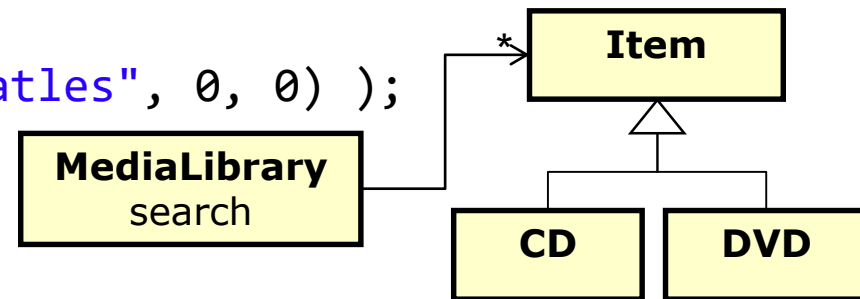 * Item
atles", 0, 0) );
MediaLibrary
search
CD DVD